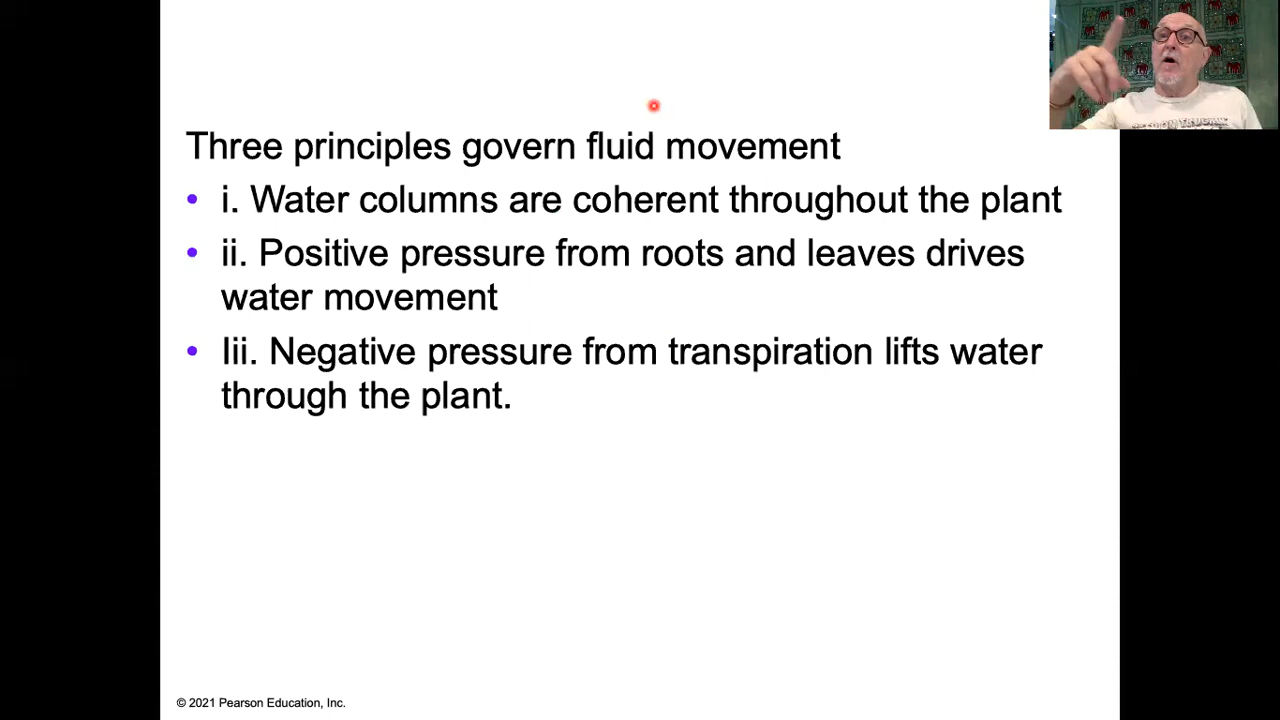 Three principles govern fluid movement
• i. Water columns are coherent throughout the plant
• ii. Positive pressure from roots and leaves drives
water movement
• Iii. Negative pressure from transpiration lifts water
through the plant.
© 2021 Pearson Education, Inc.